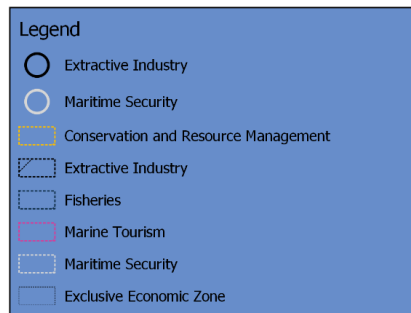 Legend
Extractive Industry
Maritime Security
Conservation and Resource Management
Extractive Industry
Fisheries
Marine Tourism
Maritime Security
Exclusive Economic Zone